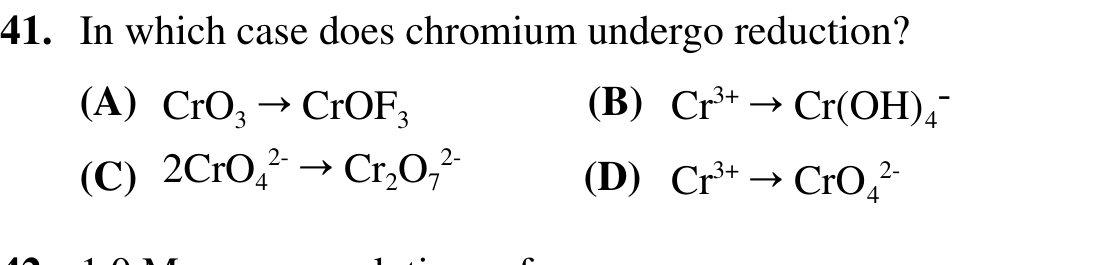 41. In which case does chromium undergo reduction?
(A) CrO₃ → CrOF₃ (B) Cr³⁺ → Cr(OH)₄⁻
(C) 2CrO₄²⁻ → Cr₂O₇²⁻ (D) Cr³⁺ → CrO₄²⁻